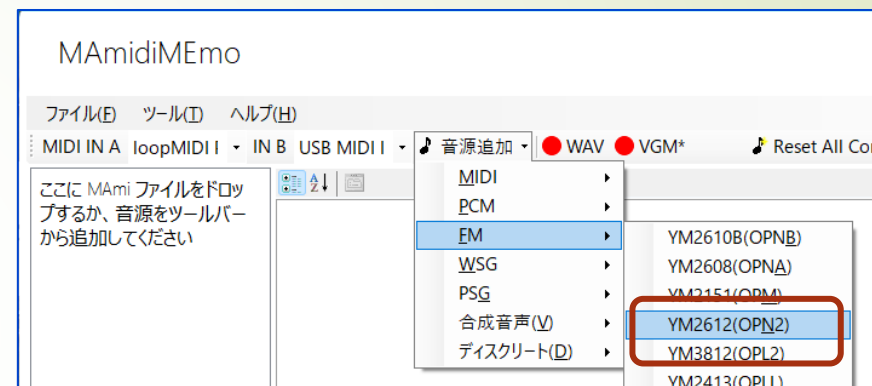 MAmidiMEmo
ファイル(F) ツール(T) ヘルプ(H)
MIDI IN A loopMIDI IN B USB MIDI I 音源追加 WAV VGM* Reset All Co
ここに MAmi ファイルをドロッ
プするか、音源をツールバー
から追加してください
MIDI
PCM
FM
WSG
PSG
合成音声(V)
ディスクリート(D)
YM2610B(OPNB)
YM2608(OPNA)
YM2151(OPM)
YM2612(OPN2)
YM3812(OPL2)
YM2413(OPLL)